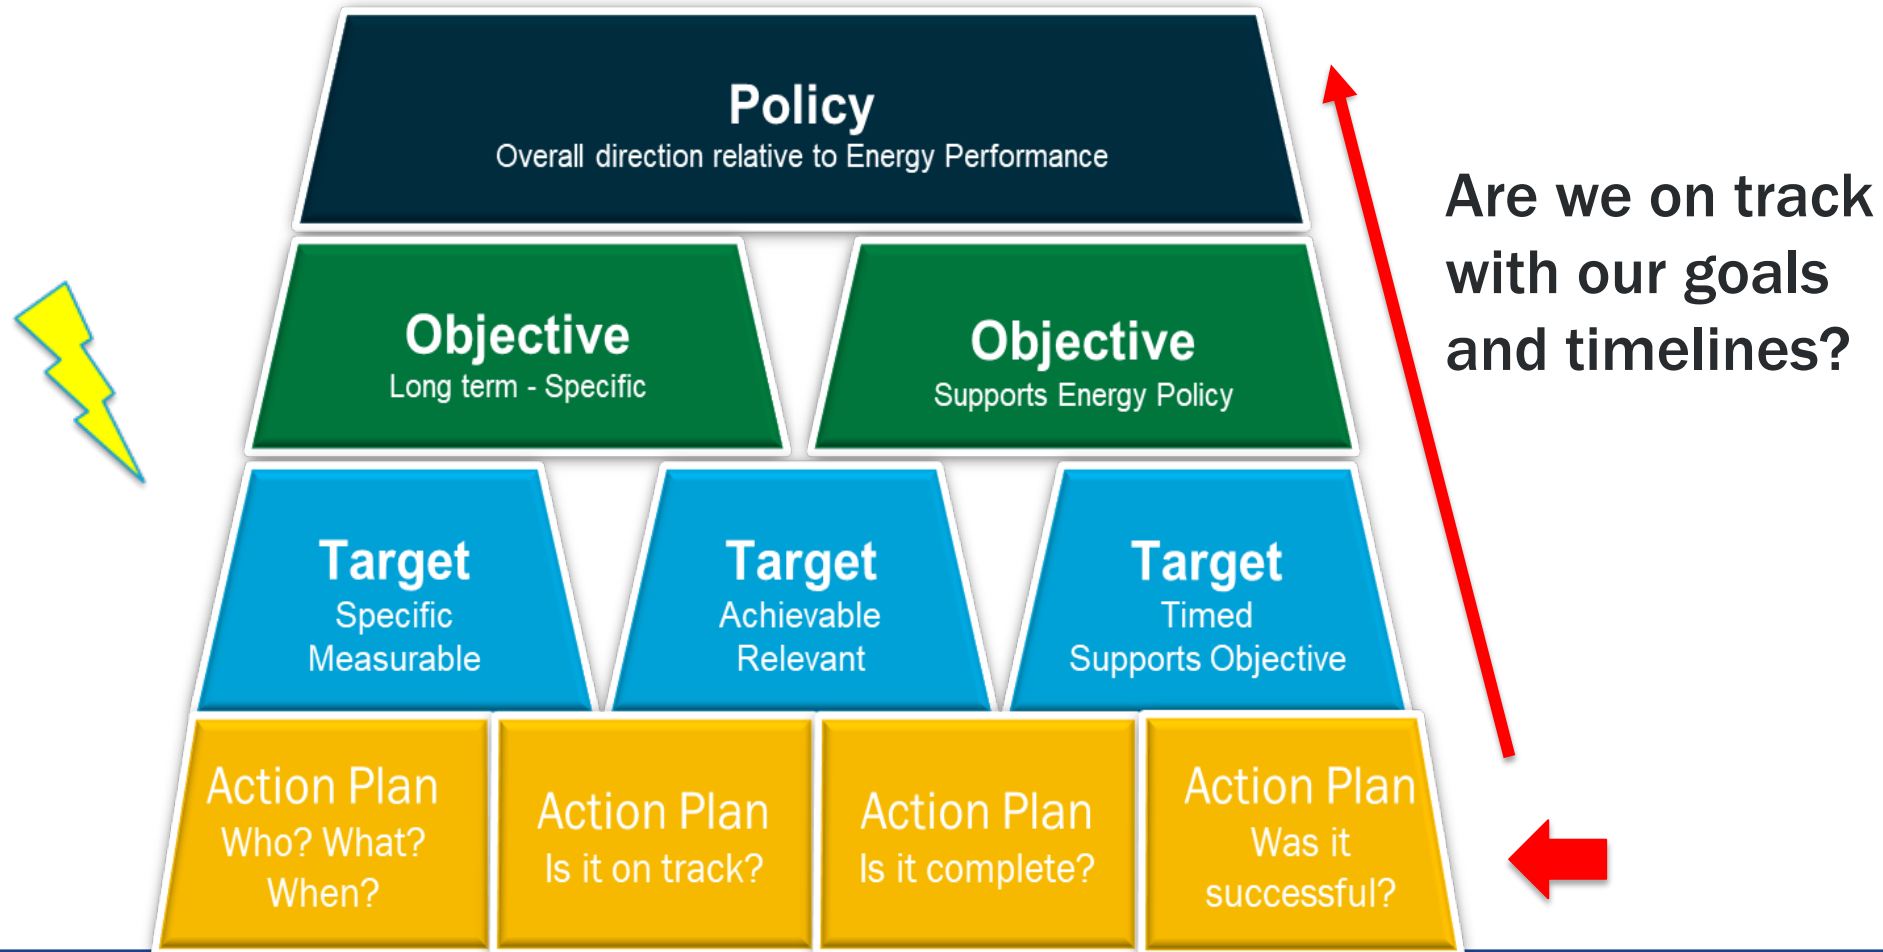 Policy
Overall direction relative to Energy Performance
Are we on track
with our goals
and timelines?
Objective
Long term - Specific
Objective
Supports Energy Policy
Target
Specific
Measurable
Target
Achievable
Relevant
Target
Timed
Supports Objective
Action Plan
Who? What?
When?
Action Plan
Is it on track?
Action Plan
Is it complete?
Action Plan
Was it
successful?